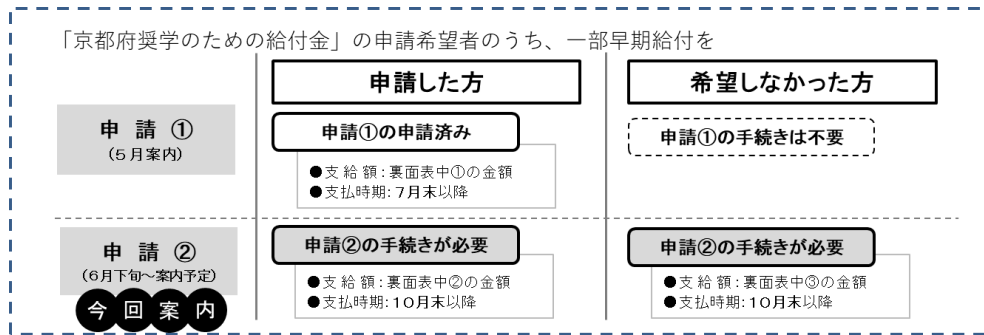 「京都府奨学のための給付金」の申請希望者のうち、一部早期給付を
申請した方
希望しなかった方
申請①
(5月案内)
申請①の申請済み
●支給額:裏面表中①の金額
●支払時期:7月末以降
申請①の手続きは不要
申請②
(6月下旬~案内予定)
今回案内
申請②の手続きが必要
●支給額:裏面表中②の金額
●支払時期:10月末以降
申請②の手続きが必要
●支給額:裏面表中③の金額
●支払時期:10月末以降